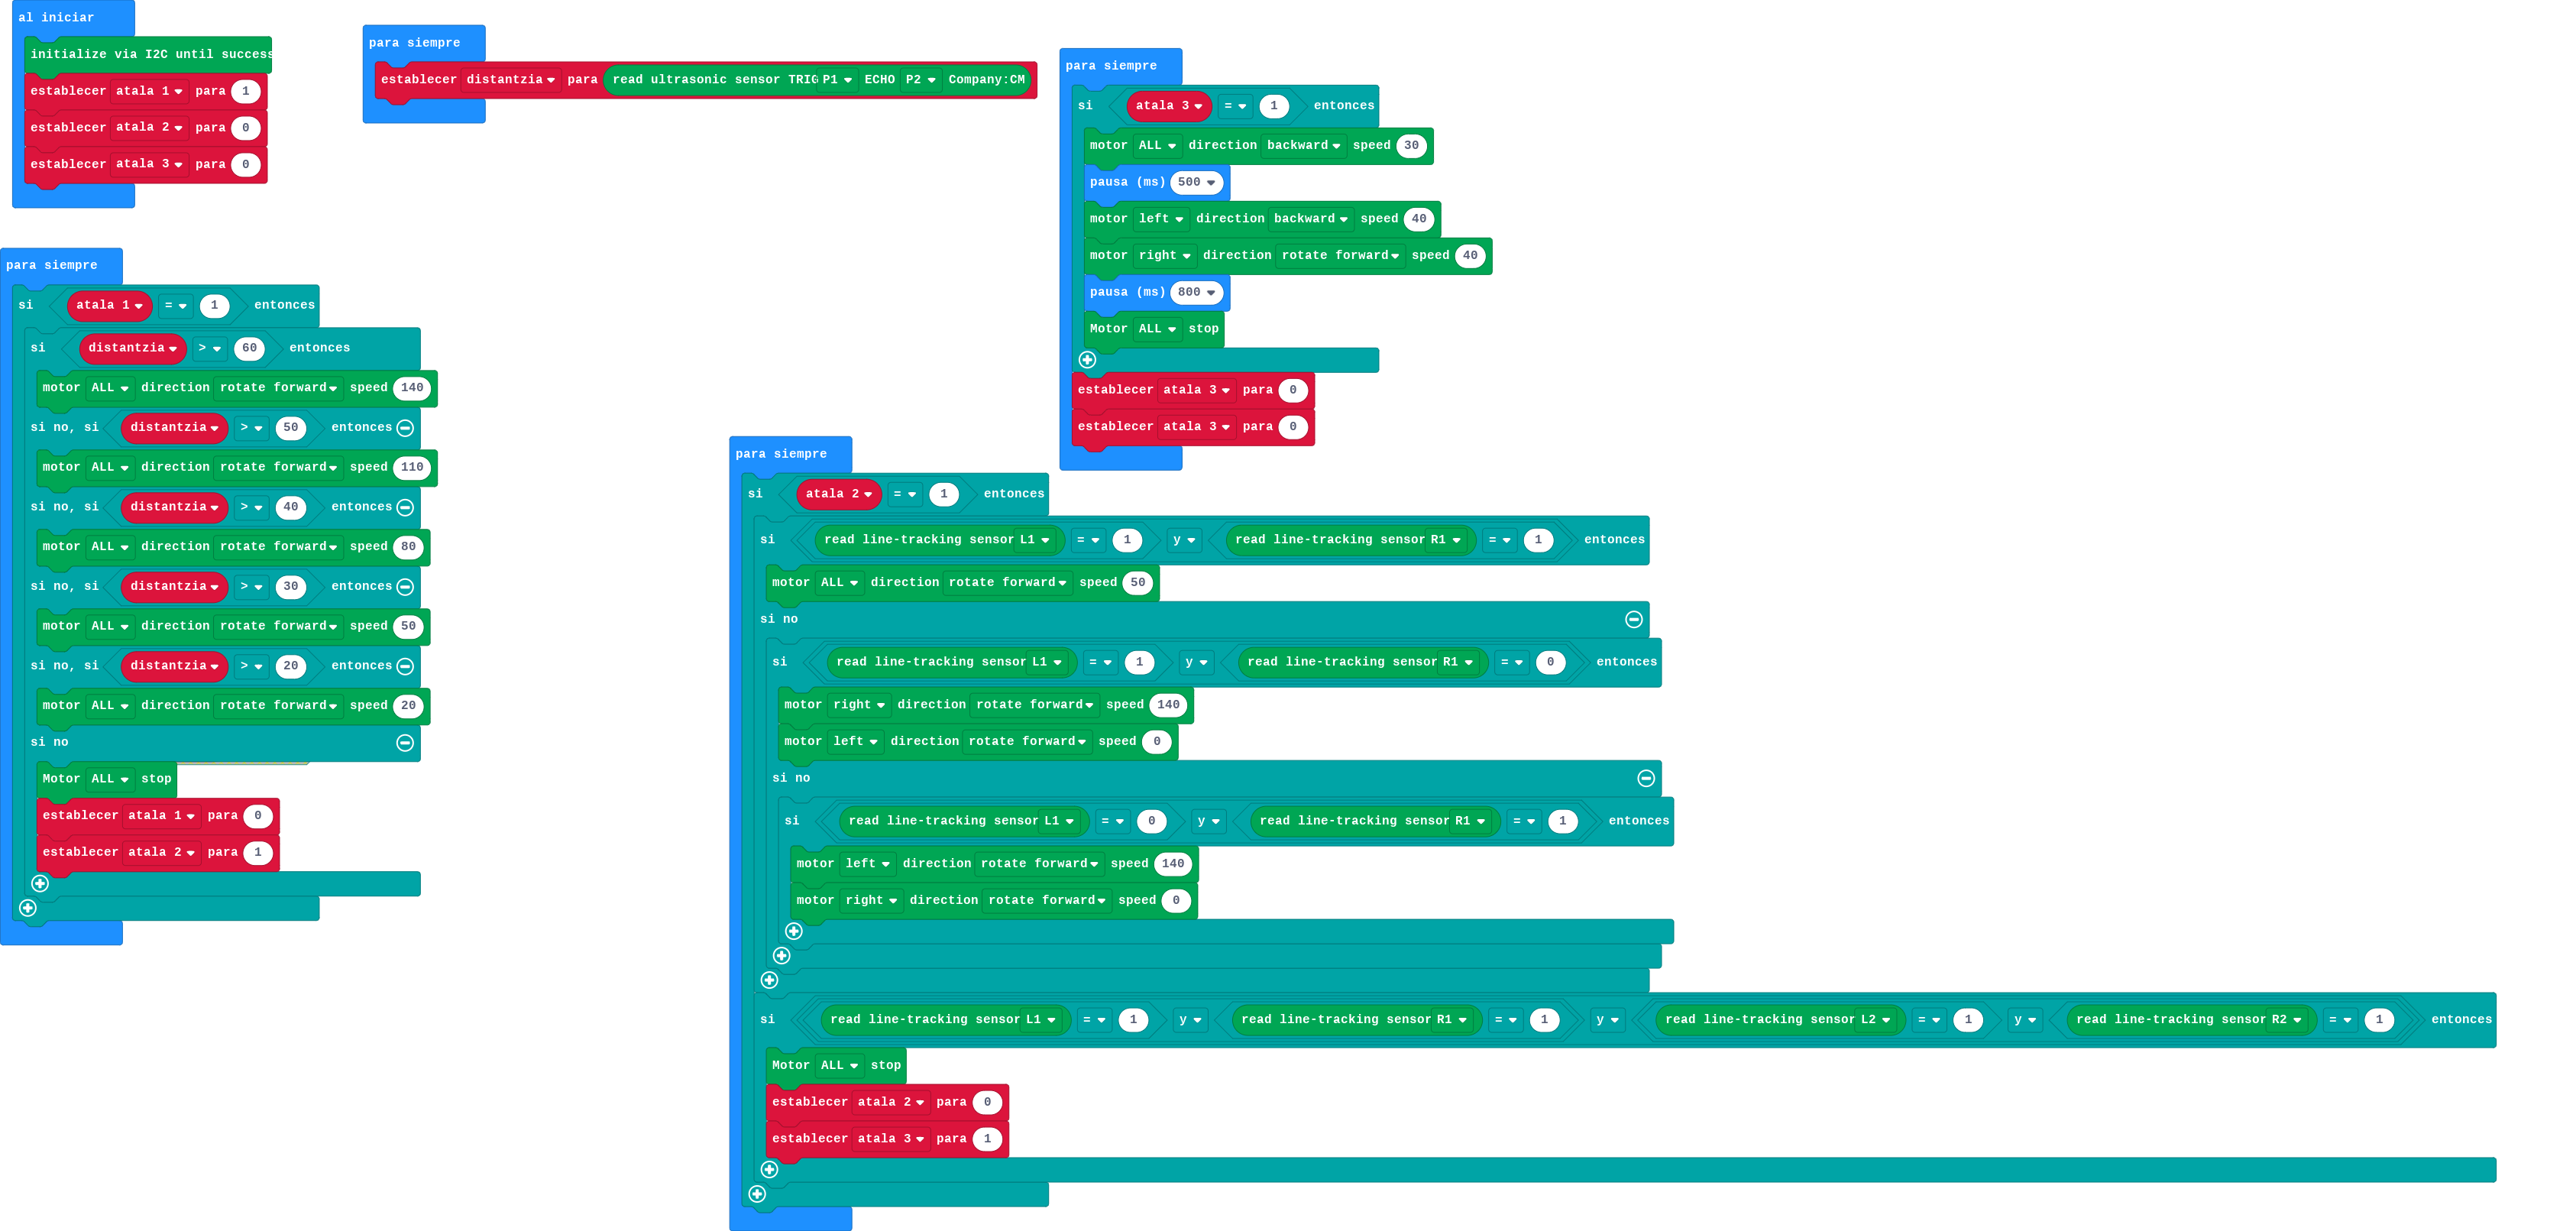 al iniciar
initialize via I2C until success
establecer atala 1 para 1
establecer atala 2 para 0
establecer atala 3 para 0
para siempre
establecer distantzia para read ultrasonic sensor TRIG P1 ECHO P2 Company:CM
para siempre
si atala 3 = 1 entonces
motor ALL direction backward speed 30
pausa (ms) 500
motor left direction backward speed 40
motor right direction rotate forward speed 40
pausa (ms) 800
Motor ALL stop
establecer atala 3 para 0
establecer atala 3 para 0
para siempre
si atala 1 = 1 entonces
si distantzia > 60 entonces
motor ALL direction rotate forward speed 140
si no, si distantzia > 50 entonces
motor ALL direction rotate forward speed 110
si no, si distantzia > 40 entonces
motor ALL direction rotate forward speed 80
si no, si distantzia > 30 entonces
motor ALL direction rotate forward speed 50
si no, si distantzia > 20 entonces
motor ALL direction rotate forward speed 20
si no
Motor ALL stop
establecer atala 1 para 0
establecer atala 2 para 1
para siempre
si atala 2 = 1 entonces
si read line-tracking sensor L1 = 1 y read line-tracking sensor R1 = 1 entonces
motor ALL direction rotate forward speed 50
si no
si read line-tracking sensor L1 = 1 y read line-tracking sensor R1 = 0 entonces
motor right direction rotate forward speed 140
motor left direction rotate forward speed 0
si no
si read line-tracking sensor L1 = 0 y read line-tracking sensor R1 = 1 entonces
motor left direction rotate forward speed 140
motor right direction rotate forward speed 0
si read line-tracking sensor L1 = 1 y read line-tracking sensor R1 = 1 y read line-tracking sensor L2 = 1 y read line-tracking sensor R2 = 1 entonces
Motor ALL stop
establecer atala 2 para 0
establecer atala 3 para 1